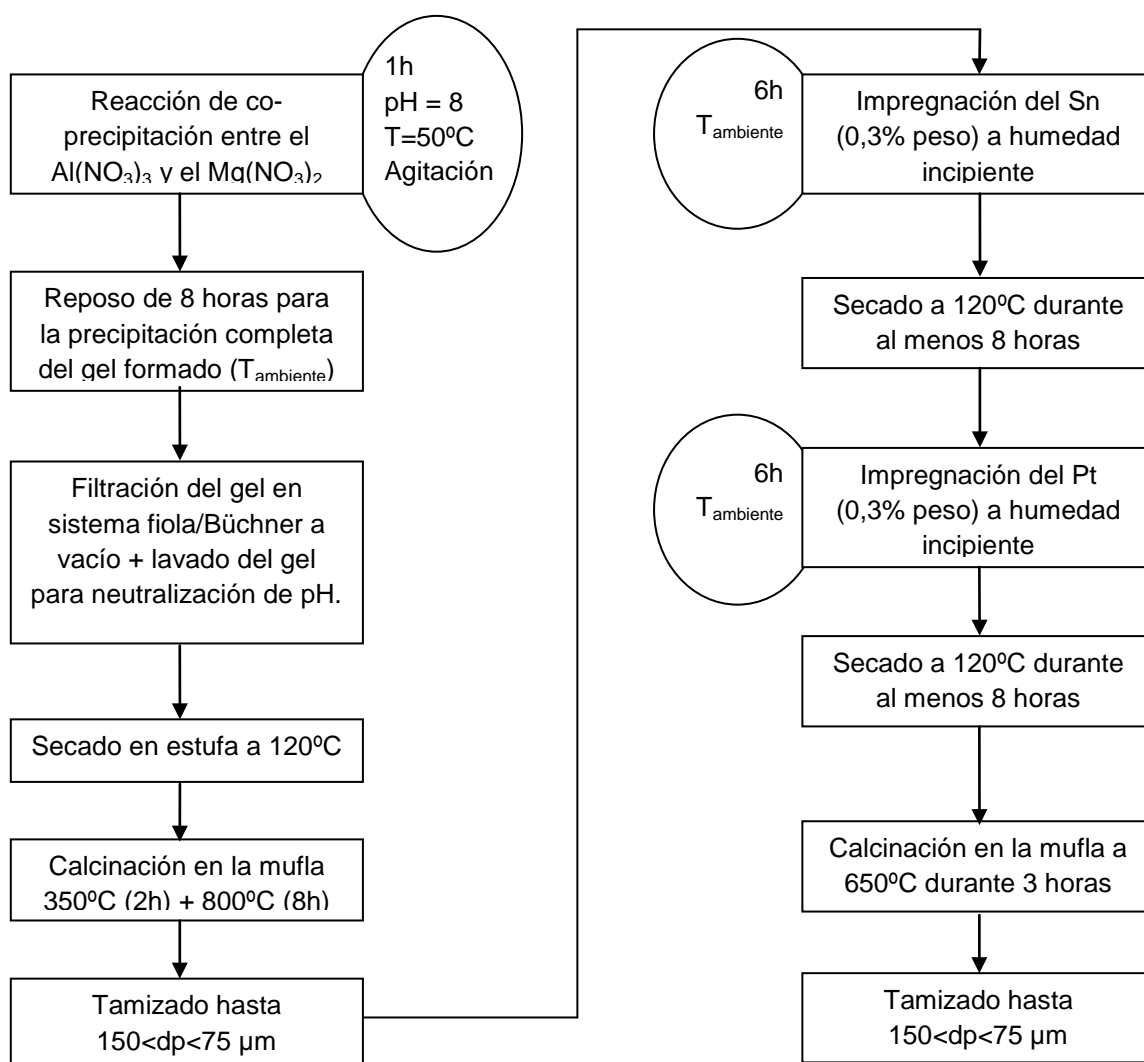 Reacción de co-
precipitación entre el
Al(NO₃)₃ y el Mg(NO₃)₂
1h
pH = 8
T=50ºC
Agitación
Reposo de 8 horas para
la precipitación completa
del gel formado (Tambiente)
Filtración del gel en
sistema fiola/Büchner a
vacío + lavado del gel
para neutralización de pH.
Secado en estufa a 120ºC
Calcinación en la mufla
350ºC (2h) + 800ºC (8h)
Tamizado hasta
150<dp<75 µm
6h
Tambiente
Impregnación del Sn
(0,3% peso) a humedad
incipiente
Secado a 120ºC durante
al menos 8 horas
6h
Tambiente
Impregnación del Pt
(0,3% peso) a humedad
incipiente
Secado a 120ºC durante
al menos 8 horas
Calcinación en la mufla a
650ºC durante 3 horas
Tamizado hasta
150<dp<75 µm